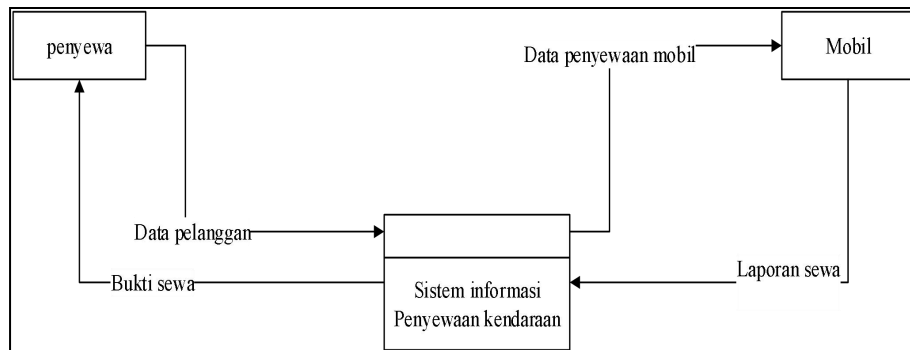 penyewa
Data penyewaan mobil
Mobil
Data pelanggan
Bukti sewa
Sistem informasi
Penyewaan kendaraan
Laporan sewa